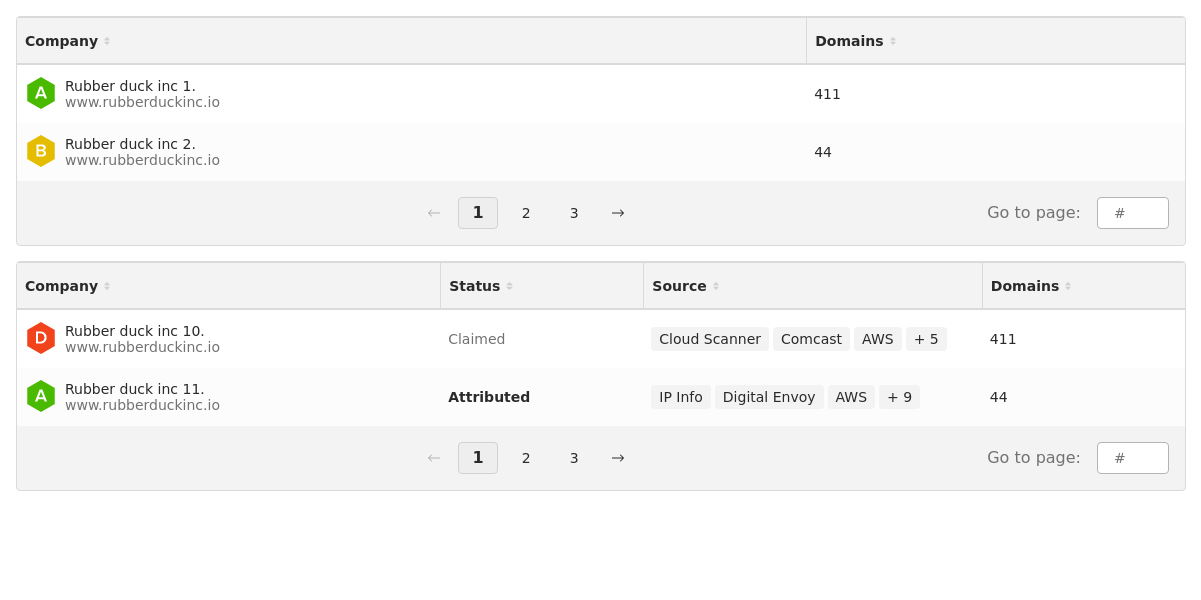 Company Domains
A Rubber duck inc 1.
www.rubberduckinc.io
411
B Rubber duck inc 2.
www.rubberduckinc.io
44
← 1 2 3 → Go to page: #
Company Status Source Domains
D Rubber duck inc 10.
www.rubberduckinc.io
Claimed Cloud Scanner Comcast AWS + 5 411
A Rubber duck inc 11.
www.rubberduckinc.io
Attributed IP Info Digital Envoy AWS + 9 44
← 1 2 3 → Go to page: #